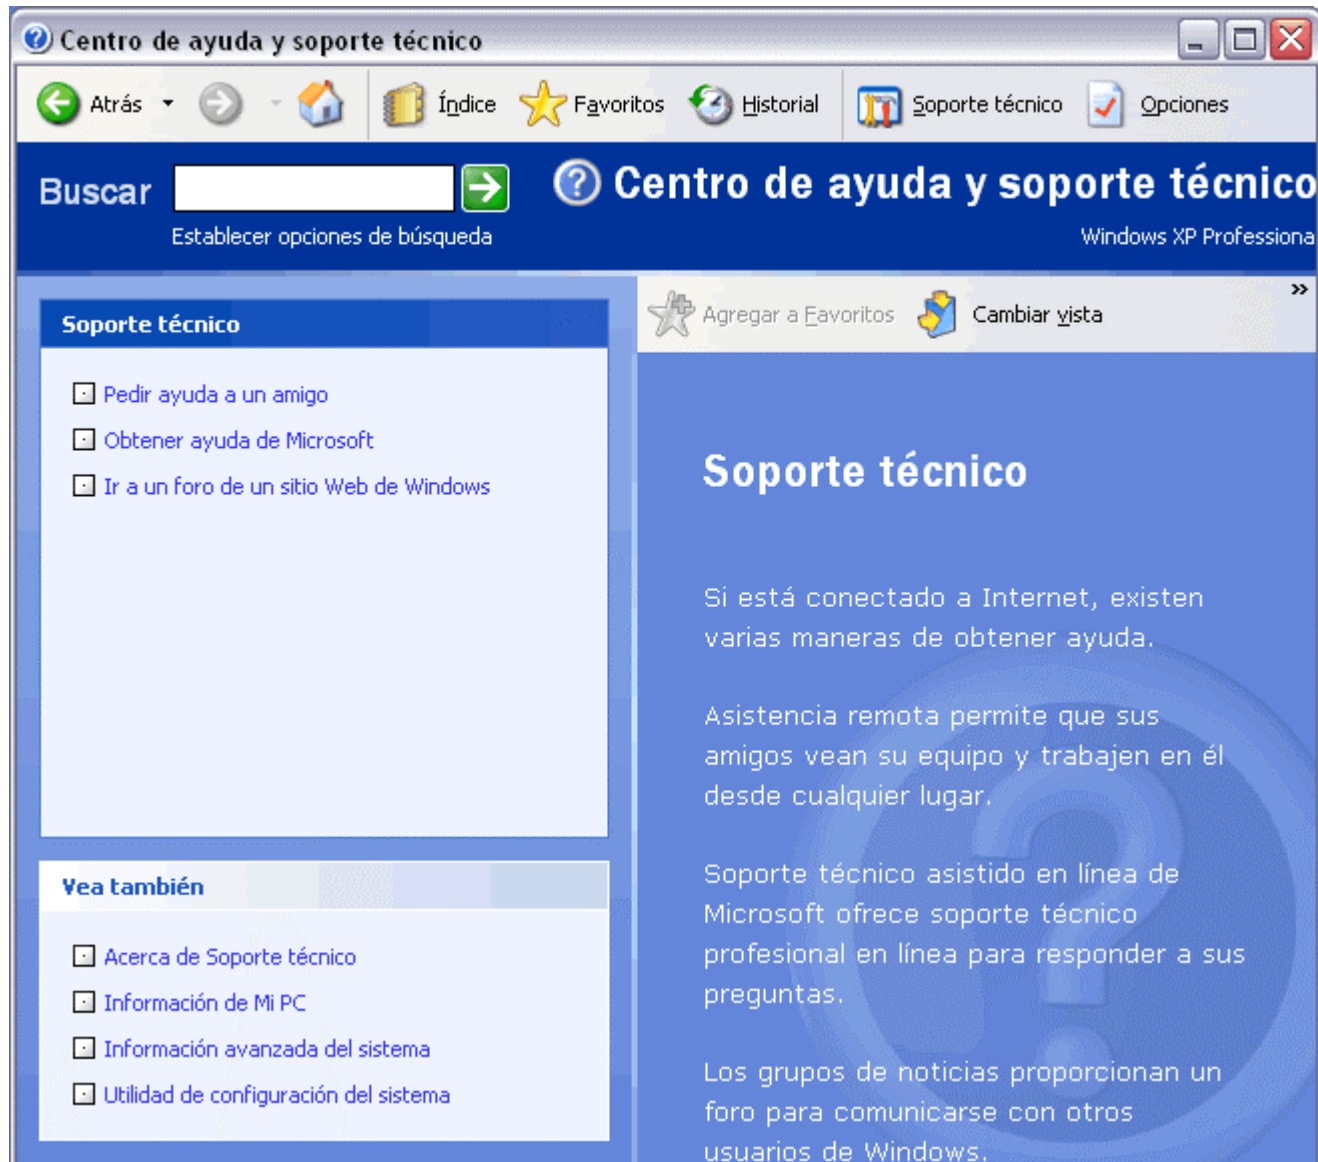 Centro de ayuda y soporte técnico
Atrás Índice Favoritos Historial Soporte técnico Opciones
Buscar
Establecer opciones de búsqueda
Centro de ayuda y soporte técnico
Windows XP Professiona
Soporte técnico
Pedir ayuda a un amigo
Obtener ayuda de Microsoft
Ir a un foro de un sitio Web de Windows
Vea también
Acerca de Soporte técnico
Información de Mi PC
Información avanzada del sistema
Utilidad de configuración del sistema
Agregar a Favoritos Cambiar vista »
Soporte técnico
Si está conectado a Internet, existen
varias maneras de obtener ayuda.
Asistencia remota permite que sus
amigos vean su equipo y trabajen en él
desde cualquier lugar.
Soporte técnico asistido en línea de
Microsoft ofrece soporte técnico
profesional en línea para responder a sus
preguntas.
Los grupos de noticias proporcionan un
foro para comunicarse con otros
usuarios de Windows.